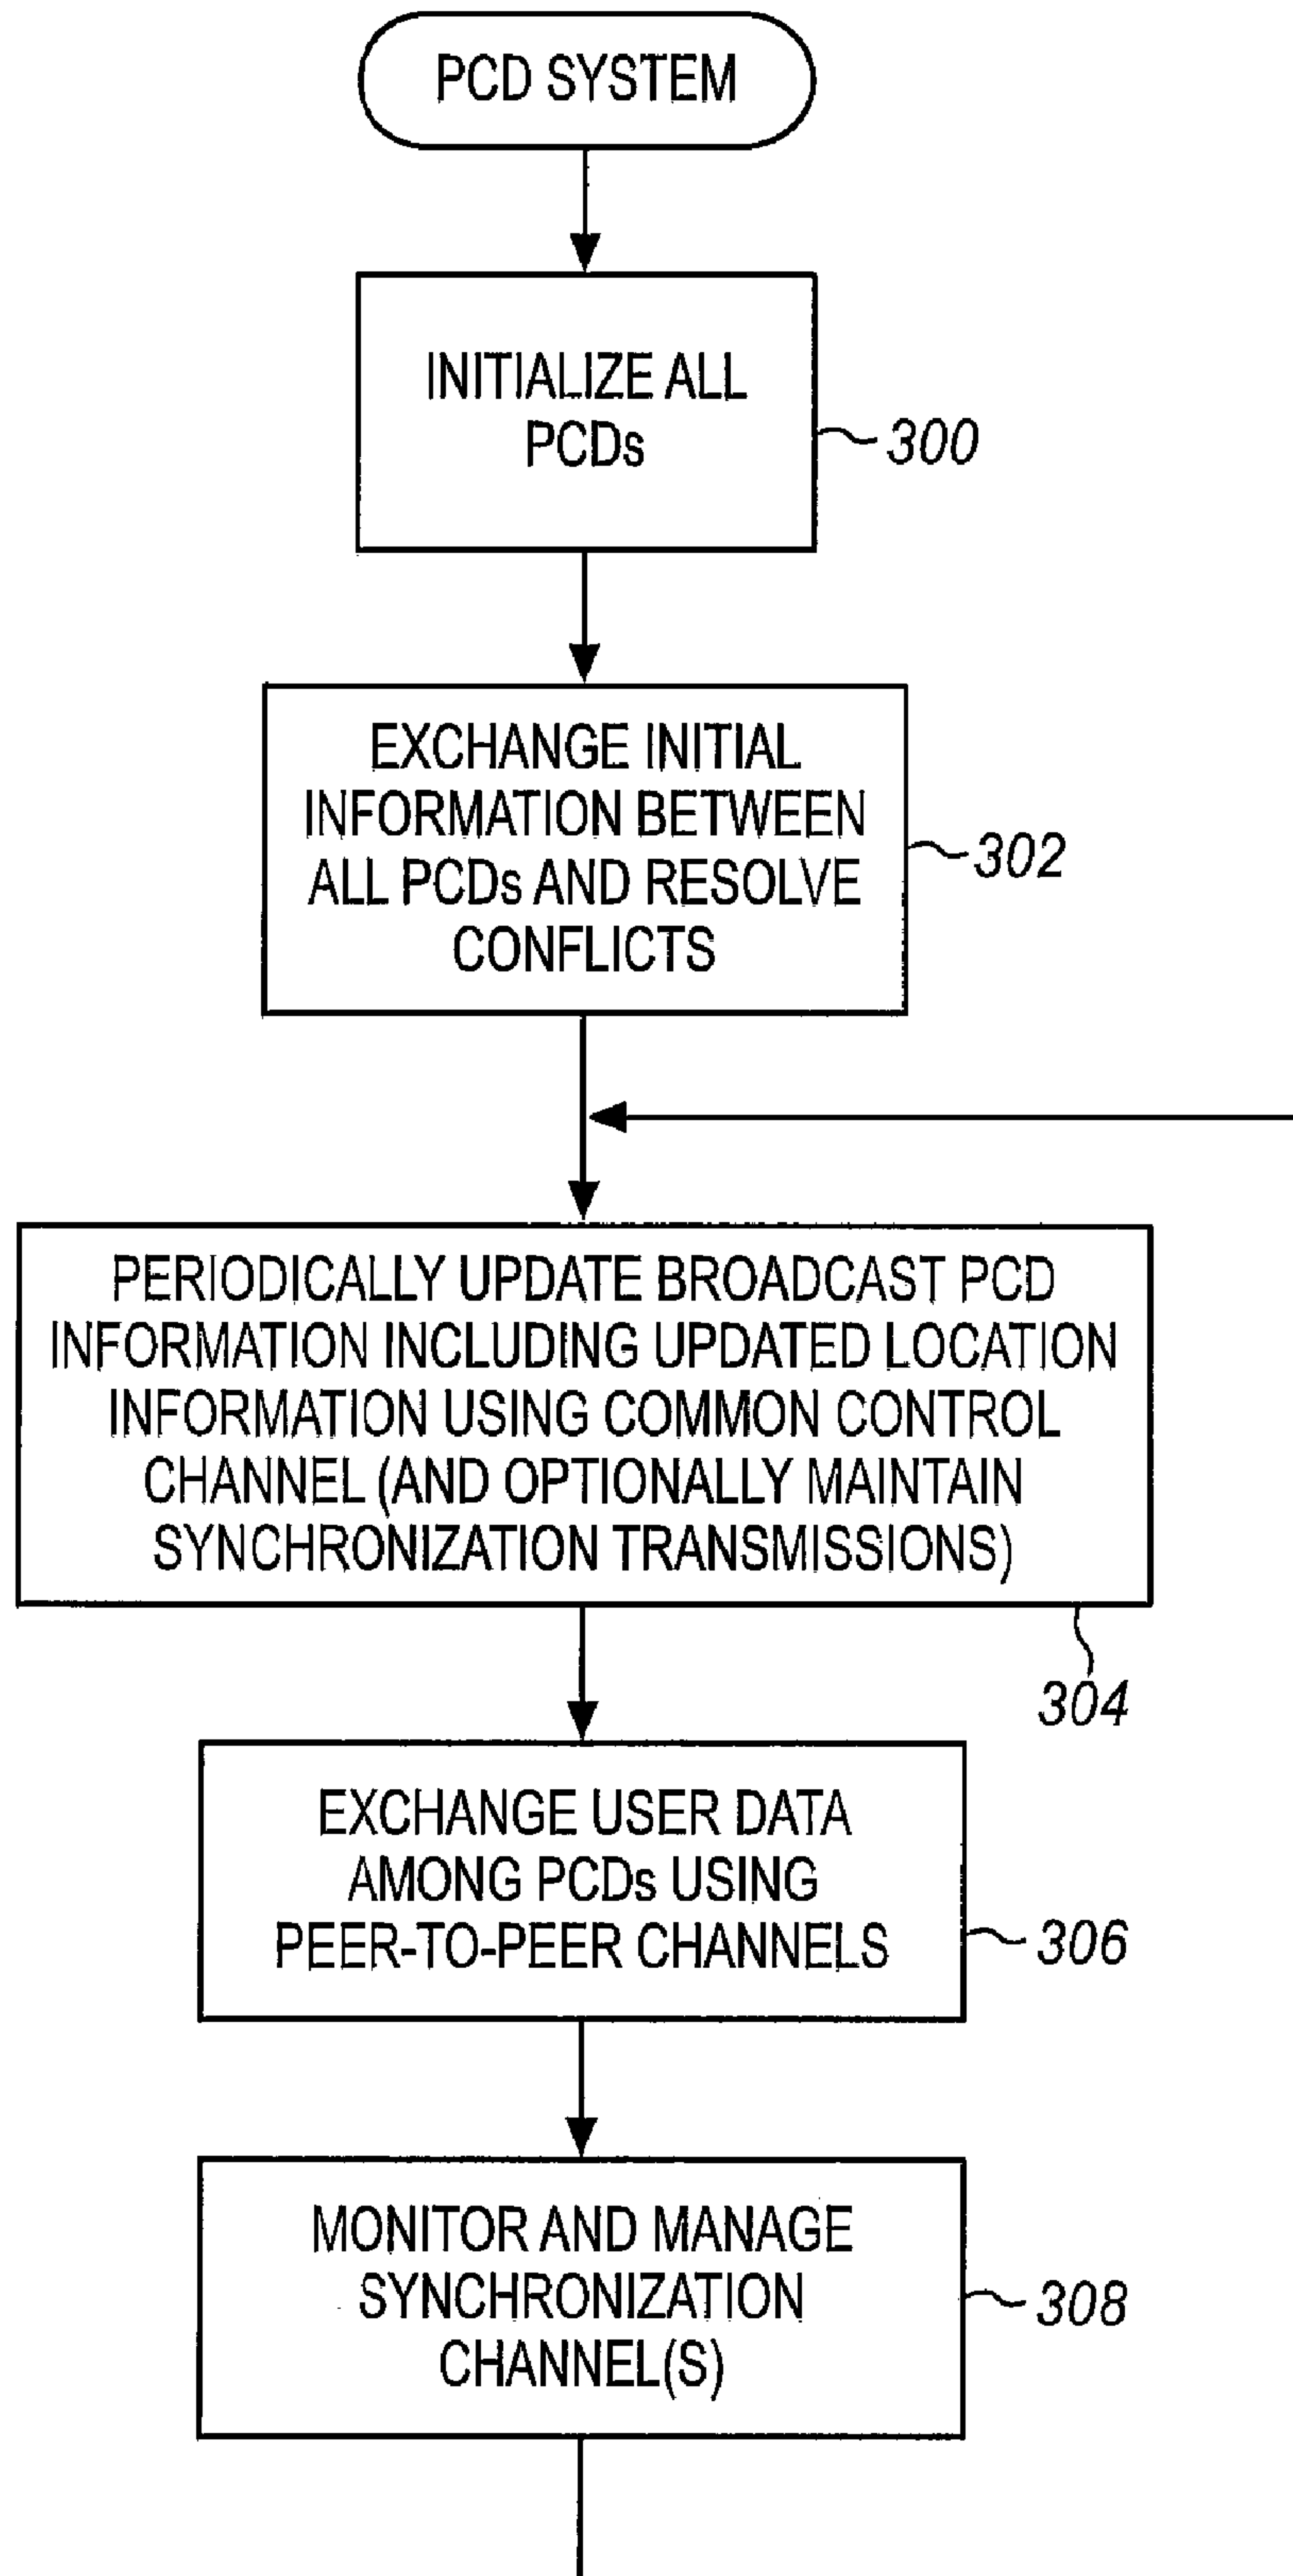 PCD SYSTEM
INITIALIZE ALL
PCDs
300
EXCHANGE INITIAL
INFORMATION BETWEEN
ALL PCDs AND RESOLVE
CONFLICTS
302
PERIODICALLY UPDATE BROADCAST PCD
INFORMATION INCLUDING UPDATED LOCATION
INFORMATION USING COMMON CONTROL
CHANNEL (AND OPTIONALLY MAINTAIN
SYNCHRONIZATION TRANSMISSIONS)
304
EXCHANGE USER DATA
AMONG PCDs USING
PEER-TO-PEER CHANNELS
306
MONITOR AND MANAGE
SYNCHRONIZATION
CHANNEL(S)
308